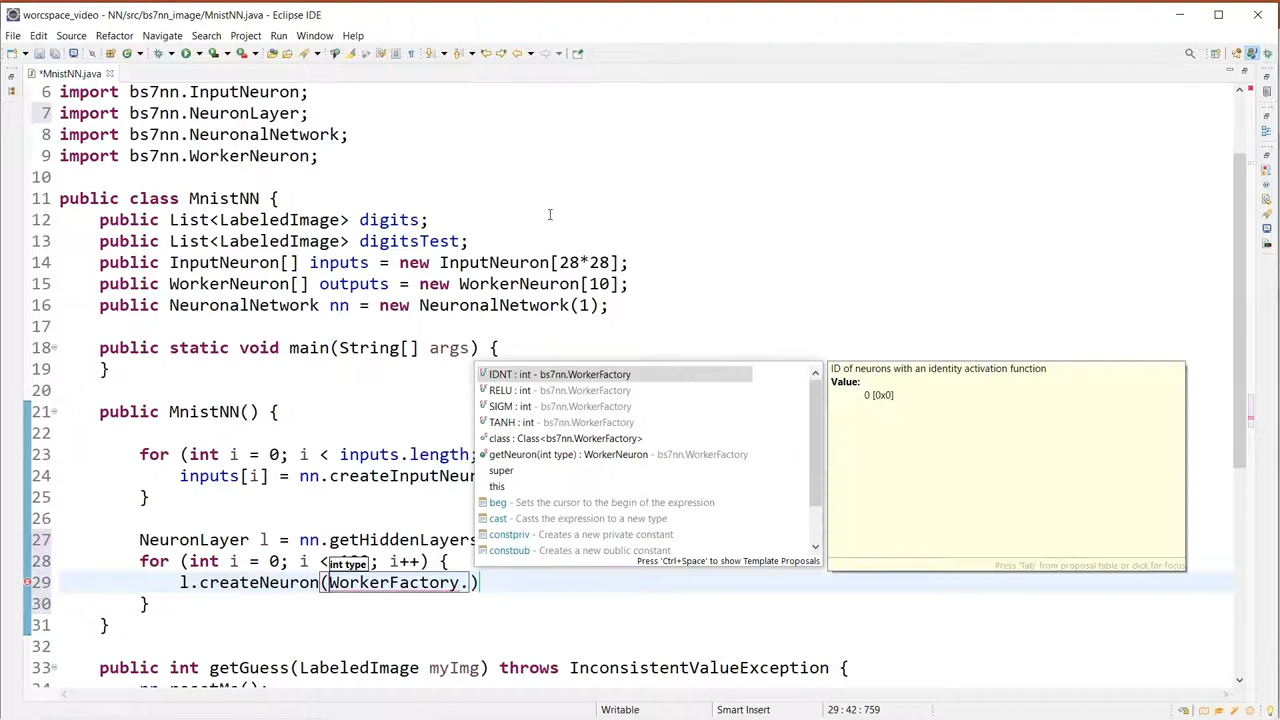 worcspace_video - NN/src/bs7nn_image/MnistNN.java - Eclipse IDE
File Edit Source Refactor Navigate Search Project Run Window Help
*MnistNN.java
6 import bs7nn.InputNeuron;
7 import bs7nn.NeuronLayer;
8 import bs7nn.NeuronalNetwork;
9 import bs7nn.WorkerNeuron;
10
11 public class MnistNN {
12 public List<LabeledImage> digits;
13 public List<LabeledImage> digitsTest;
14 public InputNeuron[] inputs = new InputNeuron[28*28];
15 public WorkerNeuron[] outputs = new WorkerNeuron[10];
16 public NeuronalNetwork nn = new NeuronalNetwork(1);
17
18 public static void main(String[] args) {
19 }
20
21 public MnistNN() {
22
23 for (int i = 0; i < inputs.length;
24 inputs[i] = nn.createInputNeu
25 }
26
27 NeuronLayer l = nn.getHiddenLayers
28 for (int i = 0; i < ; i++) {
int type
29 l.createNeuron(WorkerFactory.)
30 }
31 }
32
33 public int getGuess(LabeledImage myImg) throws InconsistentValueException {
IDNT : int - bs7nn.WorkerFactory
RELU : int - bs7nn.WorkerFactory
SIGM : int - bs7nn.WorkerFactory
TANH : int - bs7nn.WorkerFactory
class : Class<bs7nn.WorkerFactory>
getNeuron(int type) : WorkerNeuron - bs7nn.WorkerFactory
super
this
beg - Sets the cursor to the begin of the expression
cast - Casts the expression to a new type
constpriv - Creates a new private constant
constpub - Creates a new public constant
Press 'Ctrl+Space' to show Template Proposals
ID of neurons with an identity activation function
Value:
0 [0x0]
Press 'Tab' from proposal table or click for focus
Writable Smart Insert 29 : 42 : 759